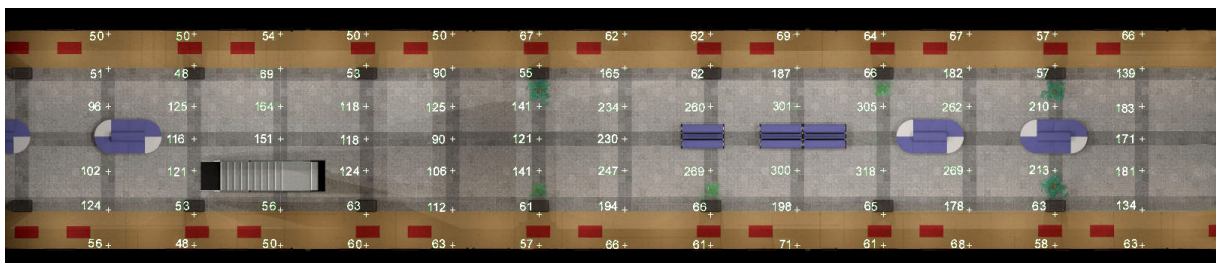 50+ 50+ 54+ 50+ 50+ 67+ 62+ 62+ 69+ 64+ 67+ 57+ 66+
51+ 48+ 69+ 53+ 90+ 55+ 165+ 62+ 187+ 66+ 182+ 57+ 139+
96+ 125+ 164+ 118+ 125+ 141+ 234+ 260+ 301+ 305+ 262+ 210+ 183+
116+ 151+ 118+ 90+ 121+ 230+ 171+
102+ 121+ 124+ 106+ 141+ 247+ 269+ 300+ 318+ 269+ 213+ 181+
124+ 53+ 56+ 63+ 112+ 61+ 194+ 66+ 198+ 65+ 178+ 63+ 134+
56+ 48+ 50+ 60+ 63+ 57+ 66+ 61+ 71+ 61+ 68+ 58+ 63+